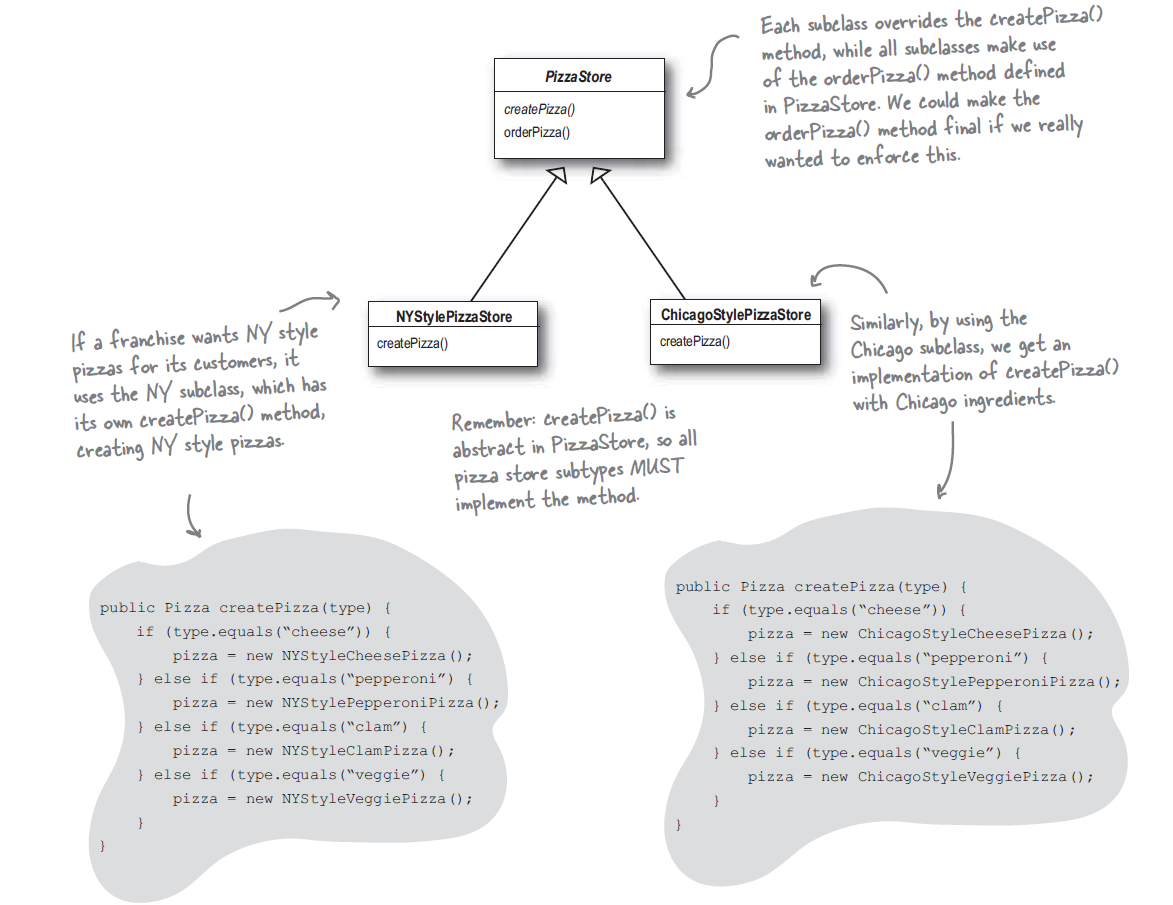 Each subclass overrides the createPizza()
method, while all subclasses make use
of the orderPizza() method defined
in PizzaStore. We could make the
orderPizza() method final if we really
wanted to enforce this.
PizzaStore
createPizza()
orderPizza()
If a franchise wants NY style
pizzas for its customers, it
uses the NY subclass, which has
its own createPizza() method,
creating NY style pizzas.
NYStylePizzaStore
createPizza()
ChicagoStylePizzaStore
createPizza()
Similarly, by using the
Chicago subclass, we get an
implementation of createPizza()
with Chicago ingredients.
Remember: createPizza() is
abstract in PizzaStore, so all
pizza store subtypes MUST
implement the method.
public Pizza createPizza(type) {
if (type.equals(“cheese”)) {
pizza = new NYStyleCheesePizza();
} else if (type.equals(“pepperoni”) {
pizza = new NYStylePepperoniPizza();
} else if (type.equals(“clam”) {
pizza = new NYStyleClamPizza();
} else if (type.equals(“veggie”) {
pizza = new NYStyleVeggiePizza();
}
}
public Pizza createPizza(type) {
if (type.equals(“cheese”)) {
pizza = new ChicagoStyleCheesePizza();
} else if (type.equals(“pepperoni”) {
pizza = new ChicagoStylePepperoniPizza();
} else if (type.equals(“clam”) {
pizza = new ChicagoStyleClamPizza();
} else if (type.equals(“veggie”) {
pizza = new ChicagoStyleVeggiePizza();
}
}